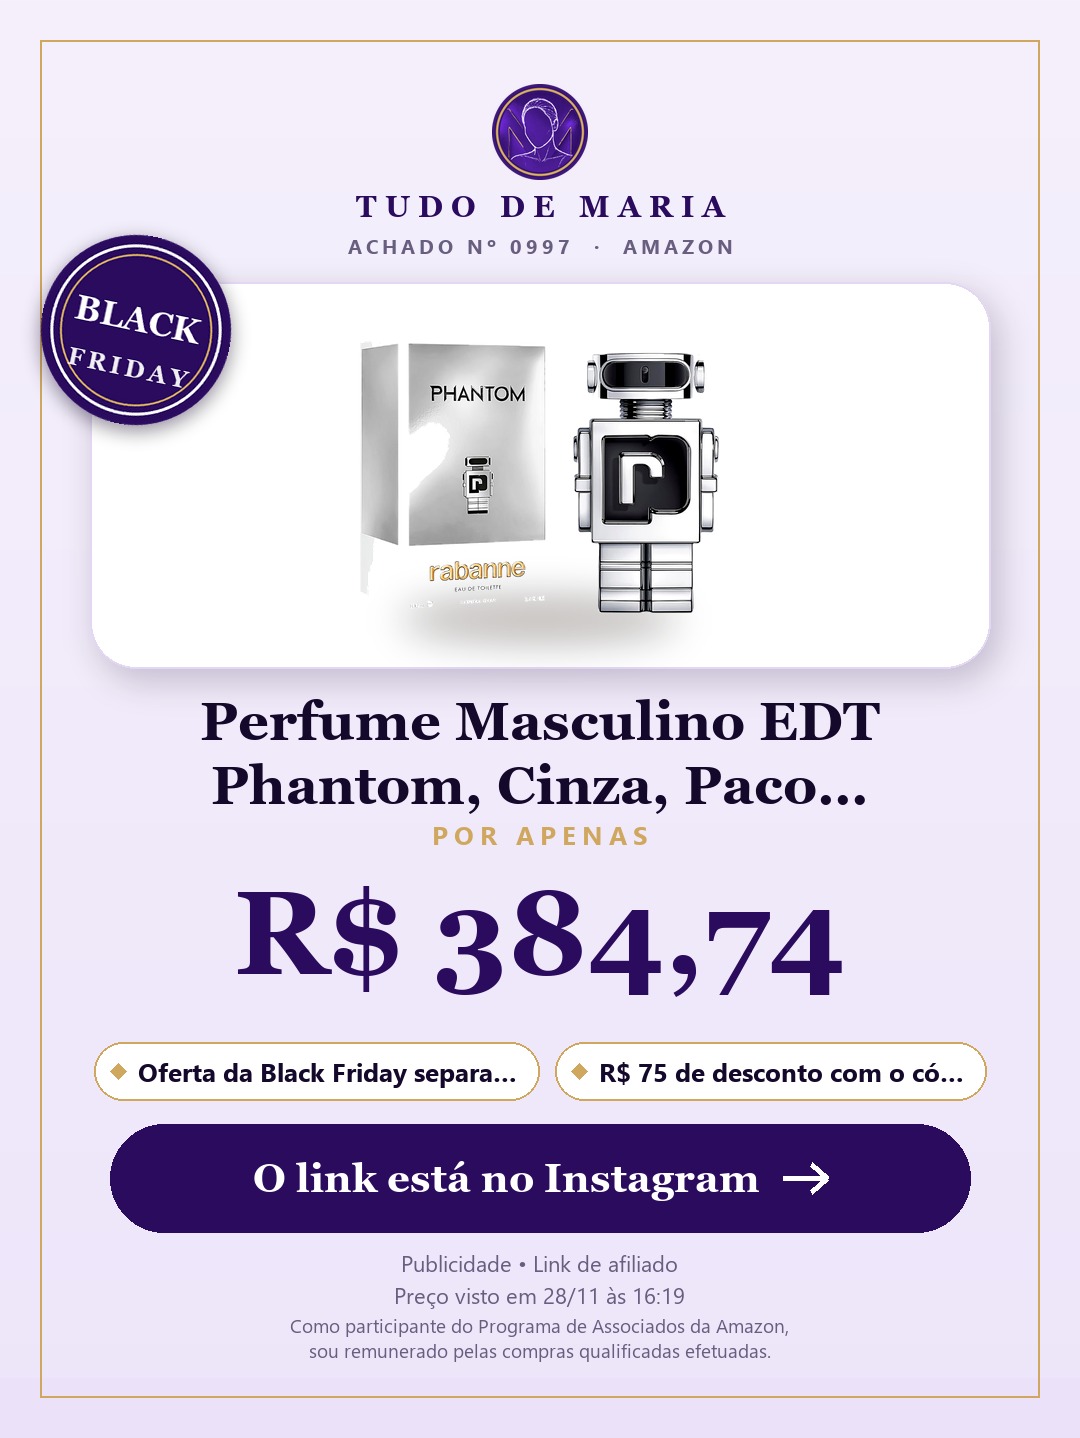 TUDO DE MARIA
ACHADO Nº 0997 · AMAZON
BLACK
FRIDAY
PHANTOM
rabanne
EAU DE TOILETTE
Perfume Masculino EDT
Phantom, Cinza, Paco...
POR APENAS
R$ 384,74
Oferta da Black Friday separa...
R$ 75 de desconto com o có...
O link está no Instagram →
Publicidade • Link de afiliado
Preço visto em 28/11 às 16:19
Como participante do Programa de Associados da Amazon,
sou remunerado pelas compras qualificadas efetuadas.